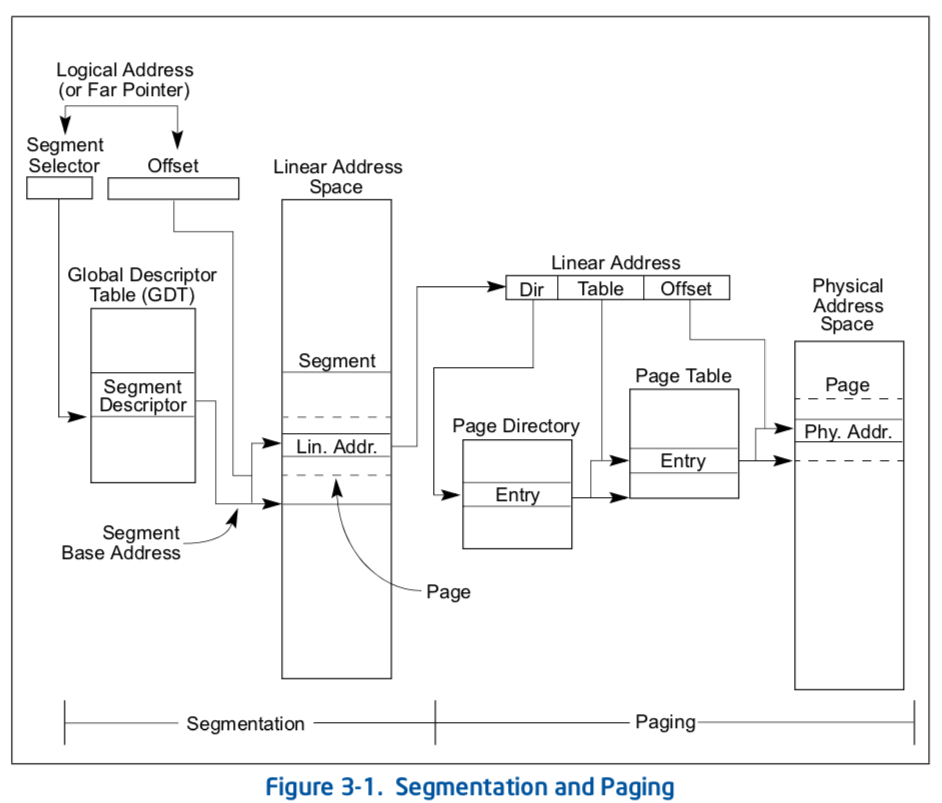 Logical Address
(or Far Pointer)
Segment
Selector
Offset
Linear Address
Space
Global Descriptor
Table (GDT)
Segment
Descriptor
Segment
Lin. Addr.
Segment
Base Address
Page
Linear Address
Dir Table Offset
Physical
Address
Space
Page Table
Page
Page Directory
Entry
Phy. Addr.
Entry
Segmentation
Paging
Figure 3-1. Segmentation and Paging